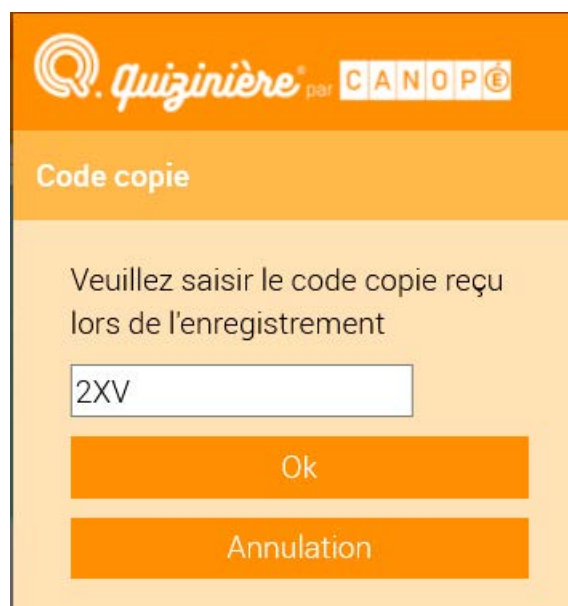 Q. Quizinière® par CANOPÉ
Code copie
Veuillez saisir le code copie reçu
lors de l'enregistrement
2XV
Ok
Annulation